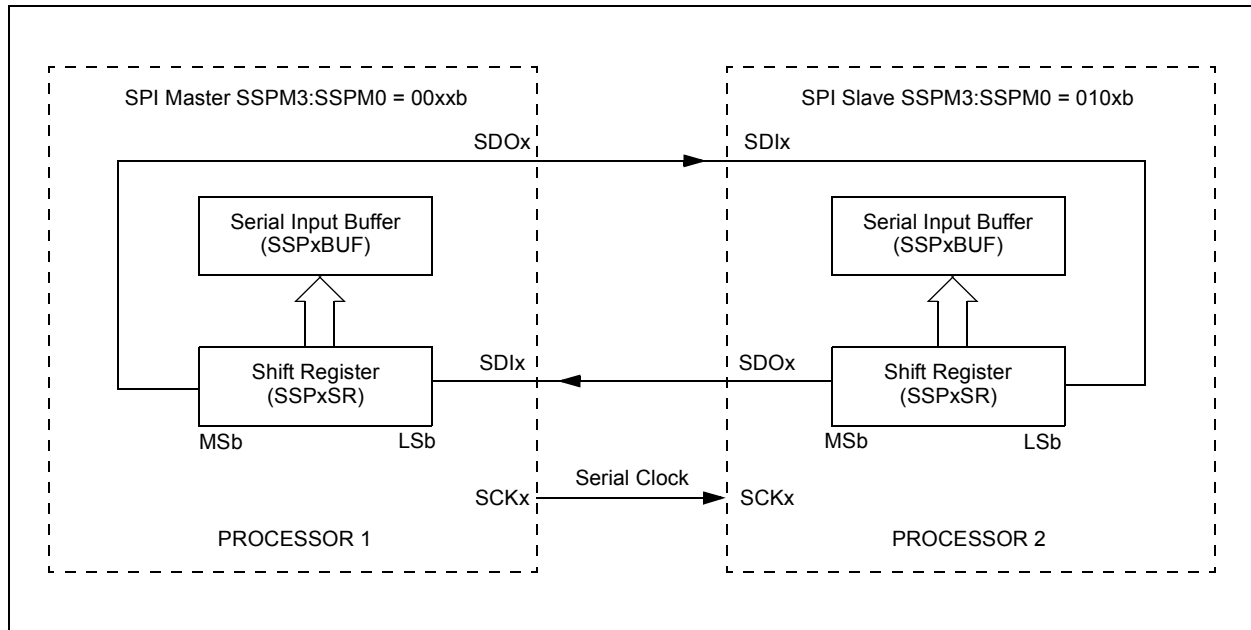 SPI Master SSPM3:SSPM0 = 00xxb
SPI Slave SSPM3:SSPM0 = 010xb
SDOx
SDIx
Serial Input Buffer
(SSPxBUF)
Serial Input Buffer
(SSPxBUF)
Shift Register
(SSPxSR)
SDIx
SDOx
Shift Register
(SSPxSR)
MSb
LSb
MSb
LSb
Serial Clock
SCKx
SCKx
PROCESSOR 1
PROCESSOR 2